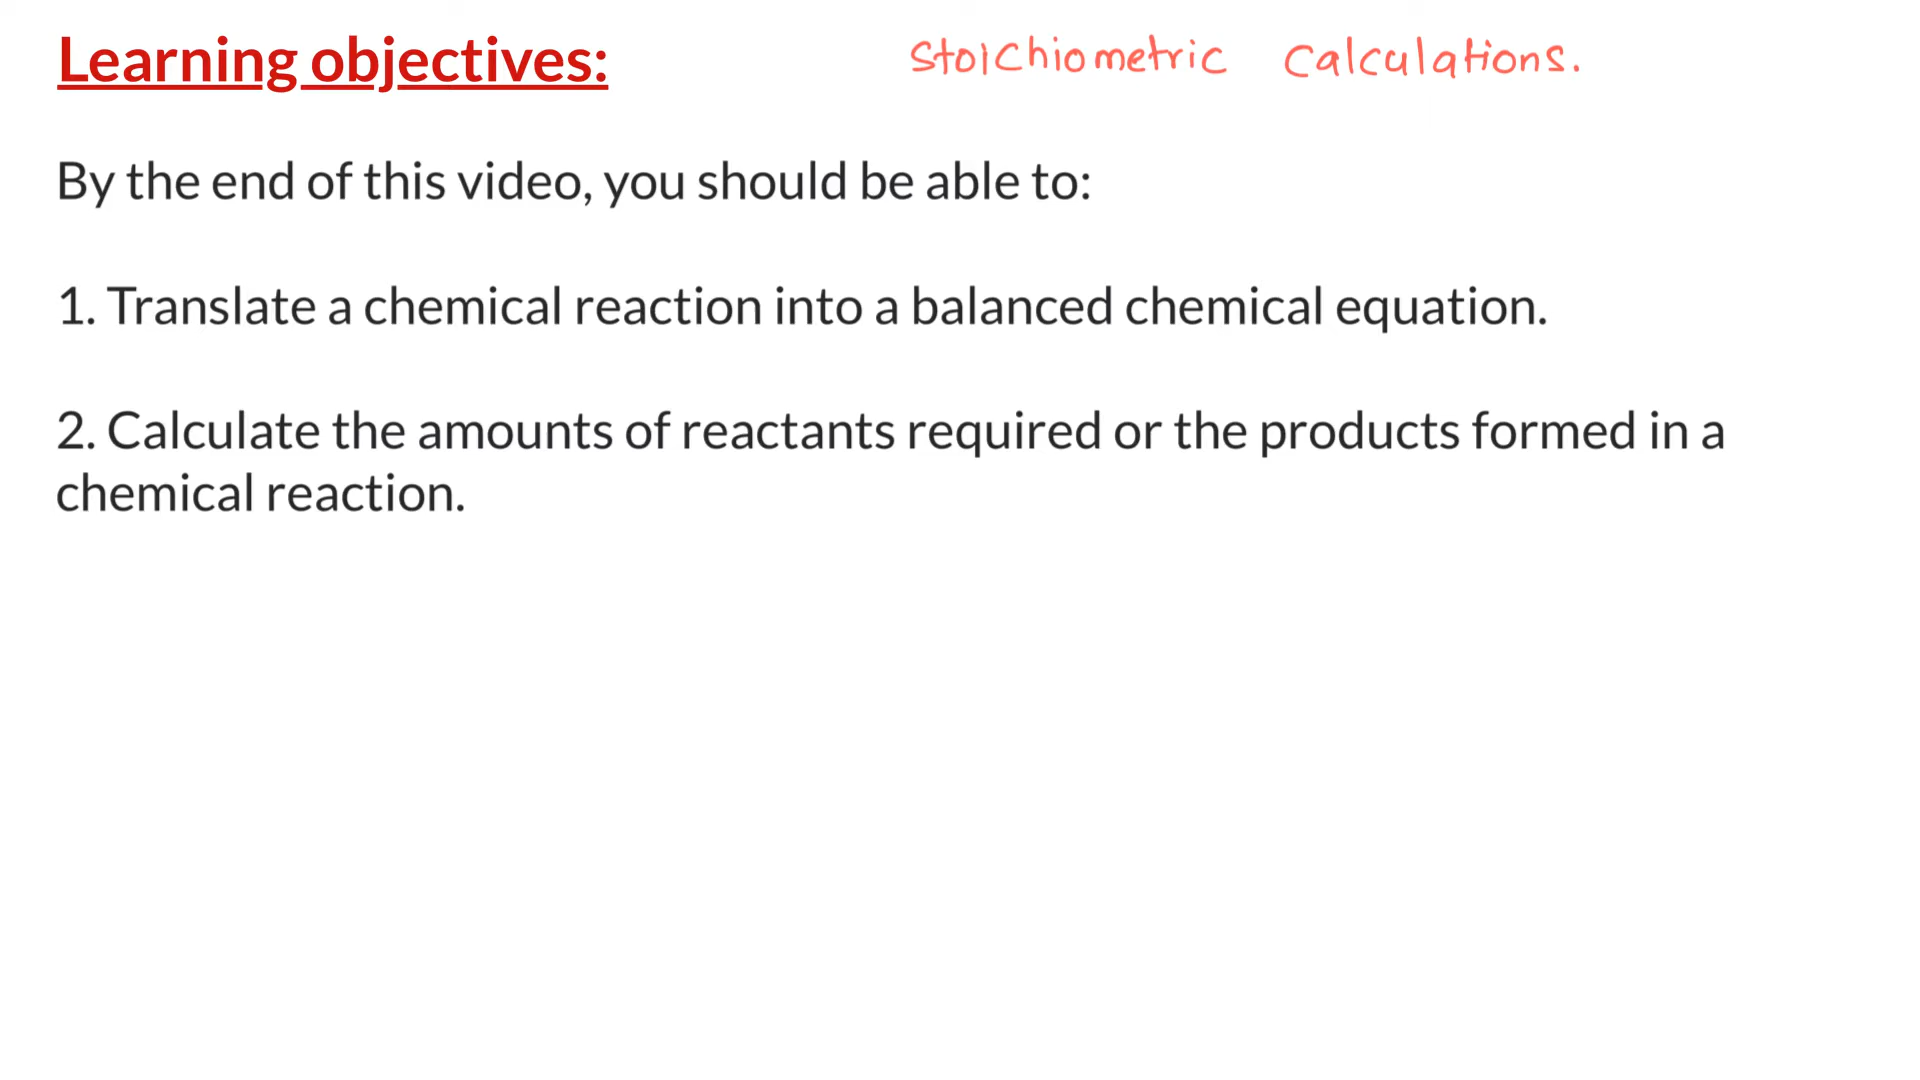 Learning objectives:
Stoichiometric Calculations.
By the end of this video, you should be able to:
1. Translate a chemical reaction into a balanced chemical equation.
2. Calculate the amounts of reactants required or the products formed in a
chemical reaction.